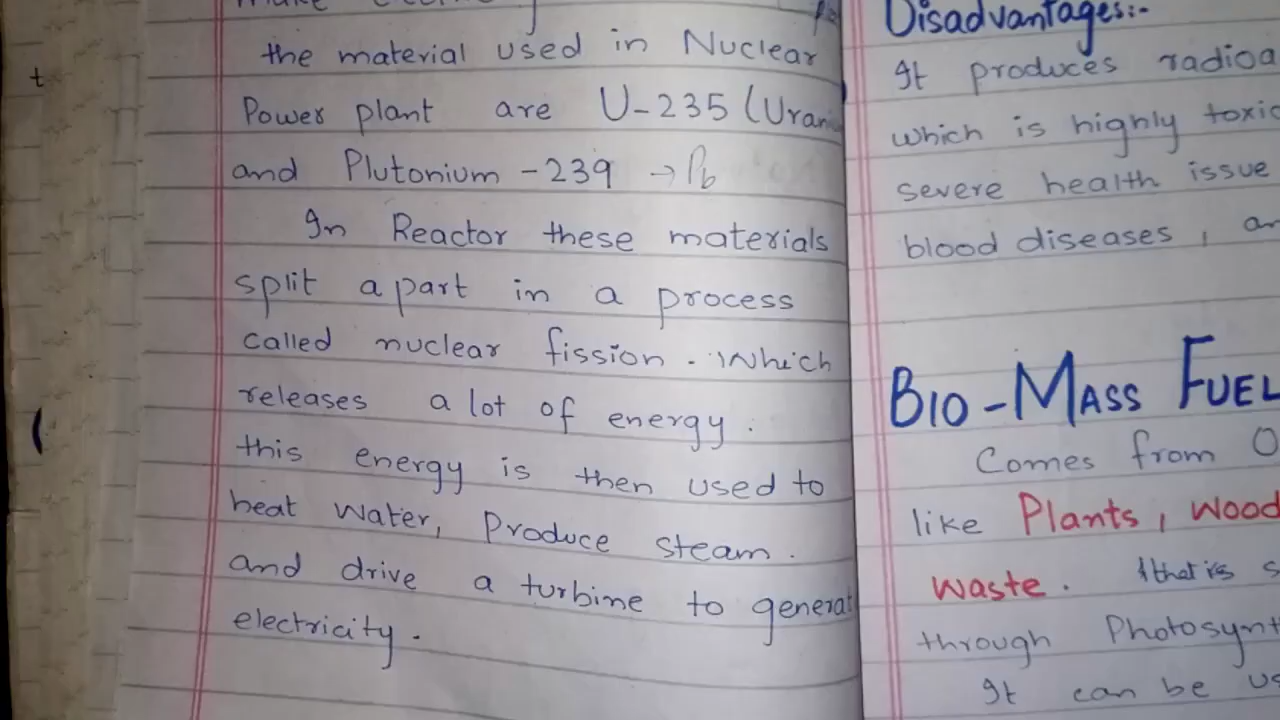 the material used in Nuclear
Power plant are U-235 (Urani
and Plutonium - 239 → Pb
In Reactor these materials
split apart in a process
called nuclear fission. Which
releases a lot of energy.
this energy is then used to
heat water, Produce steam.
and drive a turbine to generat
electricity.
Disadvantages:-
It produces radioa
which is highly toxic
severe health issue
blood diseases, an
BIO-MASS FUEL
Comes from O
like Plants, Wood
waste. that is s
through Photosynt
It can be us